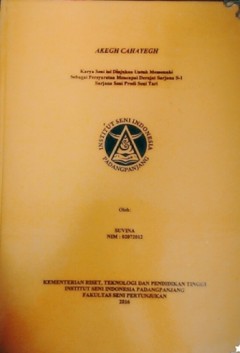 AKEGH CAHAYEGH
Karya Seni ini Diajukan Untuk Memenuhi
Sebagai Persyaratan Mencapai Derajat Sarjana S-1
Sarjana Seni Prodi Seni Tari
INSTITUT SENI INDONESIA
PADANGPANJANG
Oleh:
NIM : 02071012
KEMENTERIAN RISET, TEKNOLOGI DAN PENDIDIKAN TINGGI
INSTITUT SENI INDONESIA PADANGPANJANG
FAKULTAS SENI PERTUNJUKAN
2016